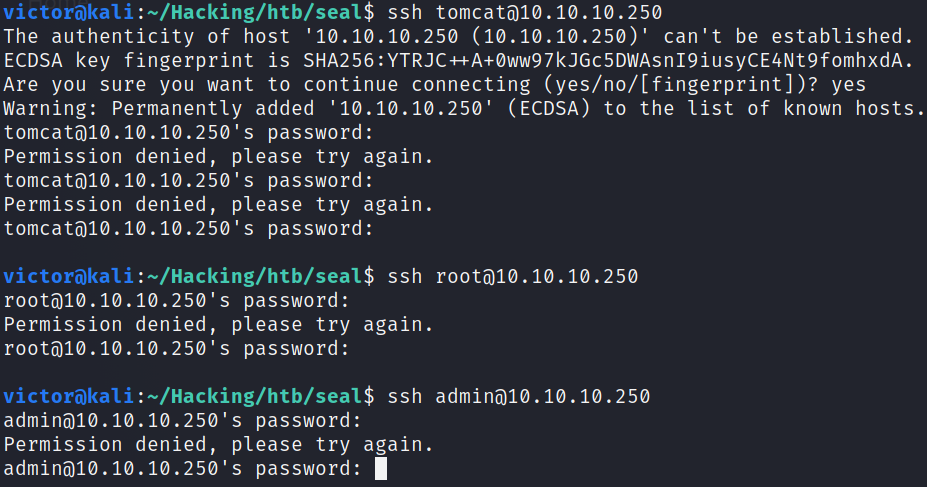 victor@kali:~/Hacking/htb/seal$ ssh tomcat@10.10.10.250
The authenticity of host '10.10.10.250 (10.10.10.250)' can't be established.
ECDSA key fingerprint is SHA256:YTRJC++A+0ww97kJGc5DWAsnI9iusyCE4Nt9fomhxdA.
Are you sure you want to continue connecting (yes/no/[fingerprint])? yes
Warning: Permanently added '10.10.10.250' (ECDSA) to the list of known hosts.
tomcat@10.10.10.250's password:
Permission denied, please try again.
tomcat@10.10.10.250's password:
Permission denied, please try again.
tomcat@10.10.10.250's password:
victor@kali:~/Hacking/htb/seal$ ssh root@10.10.10.250
root@10.10.10.250's password:
Permission denied, please try again.
root@10.10.10.250's password:
victor@kali:~/Hacking/htb/seal$ ssh admin@10.10.10.250
admin@10.10.10.250's password:
Permission denied, please try again.
admin@10.10.10.250's password: